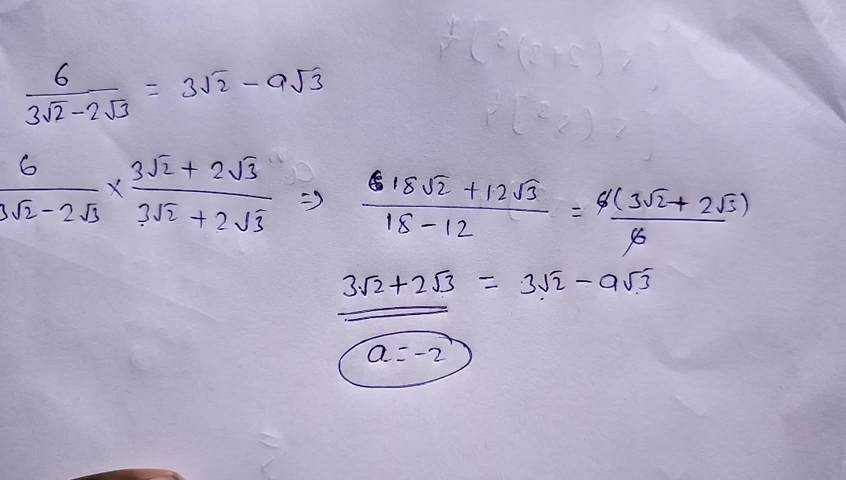 6/(3√2 - 2√3) = 3√2 - a√3
6/(3√2 - 2√3) × (3√2 + 2√3)/(3√2 + 2√3) ⇒ (18√2 + 12√3)/(18 - 12) = 6(3√2 + 2√3)/6
3√2 + 2√3 = 3√2 - a√3
a = -2